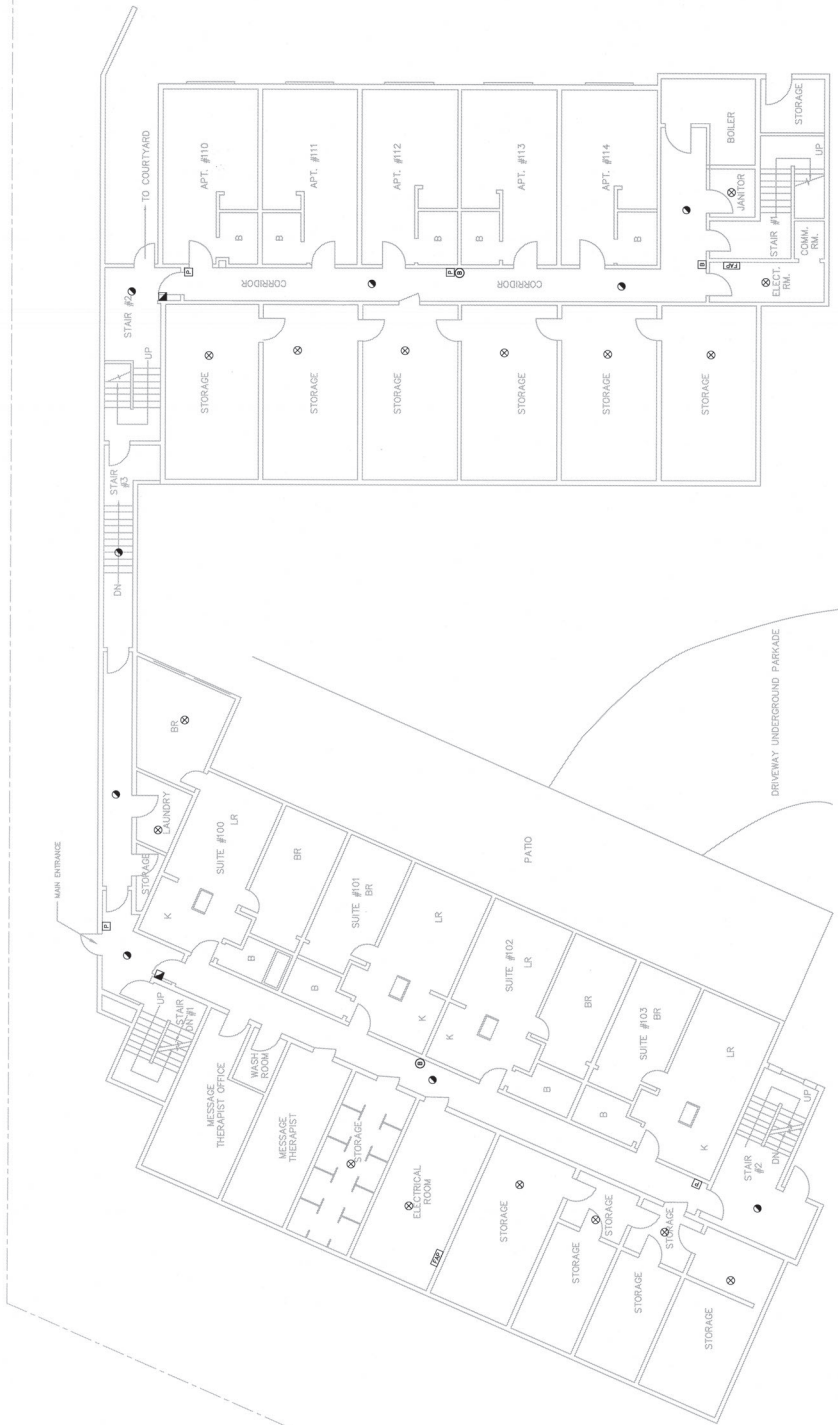 TO COURTYARD
APT. #110
APT. #111
APT. #112
APT. #113
APT. #114
BOILER
STORAGE
B
B
B
B
B
JANITOR
UP
STAIR #1
COMM.
RM.
P
CORRIDOR
P
B
CORRIDOR
B
FAP
ELECT.
RM.
STAIR #2
UP
STORAGE
STORAGE
STORAGE
STORAGE
STORAGE
STORAGE
STAIR
#3
DN
MAIN ENTRANCE
P
STORAGE
LAUNDRY
BR
K
SUITE #100
LR
B
BR
SUITE #101
BR
B
LR
K
PATIO
DRIVEWAY UNDERGROUND PARKADE
K
SUITE #102
LR
B
BR
SUITE #103
BR
B
LR
K
UP
STAIR
DN #1
MESSAGE
THERAPIST OFFICE
WASH
ROOM
MESSAGE
THERAPIST
STORAGE
B
ELECTRICAL
ROOM
FAP
STORAGE
STORAGE
STORAGE
STORAGE
STORAGE
STORAGE
P
STAIR
#2
DN
UP